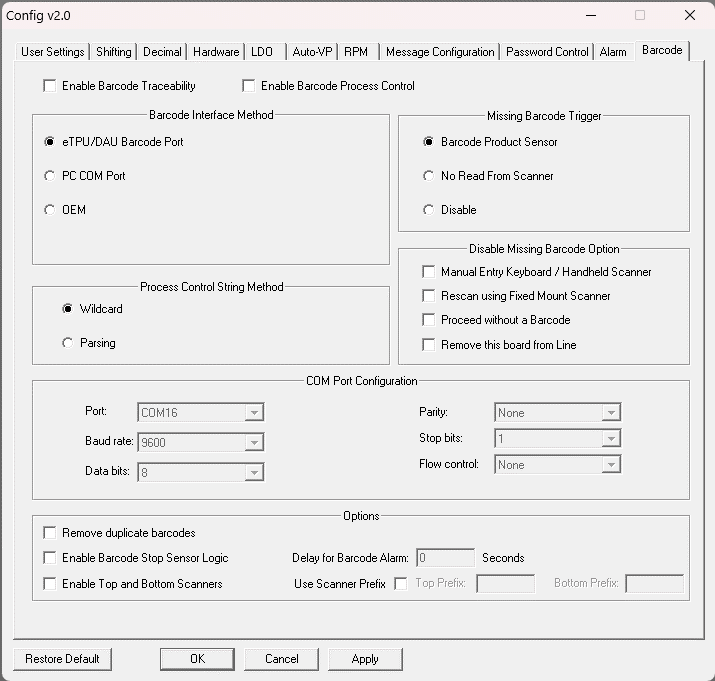 Config v2.0
User Settings Shifting Decimal Hardware LDO Auto-VP RPM Message Configuration Password Control Alarm Barcode
Enable Barcode Traceability Enable Barcode Process Control
Barcode Interface Method
eTPU/DAU Barcode Port
PC COM Port
OEM
Missing Barcode Trigger
Barcode Product Sensor
No Read From Scanner
Disable
Process Control String Method
Wildcard
Parsing
Disable Missing Barcode Option
Manual Entry Keyboard / Handheld Scanner
Rescan using Fixed Mount Scanner
Proceed without a Barcode
Remove this board from Line
COM Port Configuration
Port: COM16
Baud rate: 9600
Data bits: 8
Parity: None
Stop bits: 1
Flow control: None
Options
Remove duplicate barcodes
Enable Barcode Stop Sensor Logic Delay for Barcode Alarm: 0 Seconds
Enable Top and Bottom Scanners Use Scanner Prefix Top Prefix: Bottom Prefix:
Restore Default OK Cancel Apply